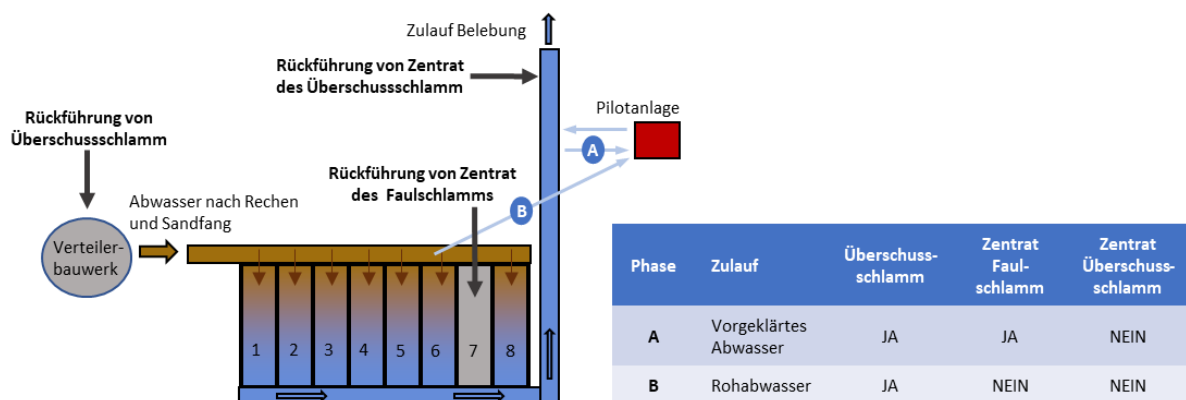 Zulauf Belebung
Rückführung von Zentrat
des Überschussschlamm
Pilotanlage
Rückführung von
Überschussschlamm
A
Rückführung von Zentrat
des Faulschlamms
Abwasser nach Rechen
und Sandfang
B
Verteiler-
bauwerk
1 2 3 4 5 6 7 8
Phase Zulauf Überschuss-
schlamm Zentrat
Faul-
schlamm Zentrat
Überschuss-
schlamm
A Vorgeklärtes
Abwasser JA JA NEIN
B Rohabwasser JA NEIN NEIN